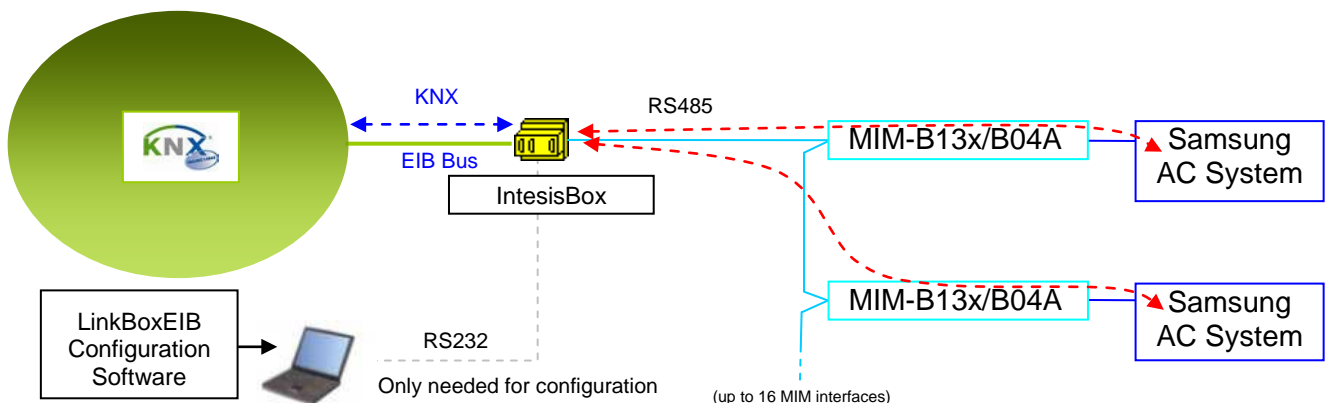 KNX
KNX
EIB Bus
IntesisBox
RS485
MIM-B13x/B04A
Samsung
AC System
MIM-B13x/B04A
Samsung
AC System
LinkBoxEIB
Configuration
Software
RS232
Only needed for configuration
(up to 16 MIM interfaces)